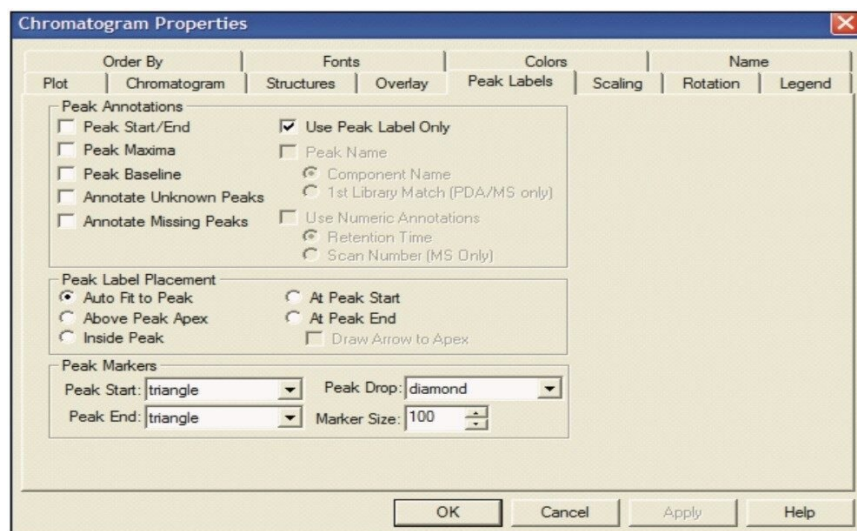 Chromatogram Properties
Order By Fonts Colors Name
Plot Chromatogram Structures Overlay Peak Labels Scaling Rotation Legend
Peak Annotations
Peak Start/End
Peak Maxima
Peak Baseline
Annotate Unknown Peaks
Annotate Missing Peaks
Use Peak Label Only
Peak Name
Component Name
1st Library Match (PDA/MS only)
Use Numeric Annotations
Retention Time
Scan Number (MS Only)
Peak Label Placement
Auto Fit to Peak
Above Peak Apex
Inside Peak
At Peak Start
At Peak End
Draw Arrow to Apex
Peak Markers
Peak Start: triangle
Peak End: triangle
Peak Drop: diamond
Marker Size: 100
OK Cancel Apply Help